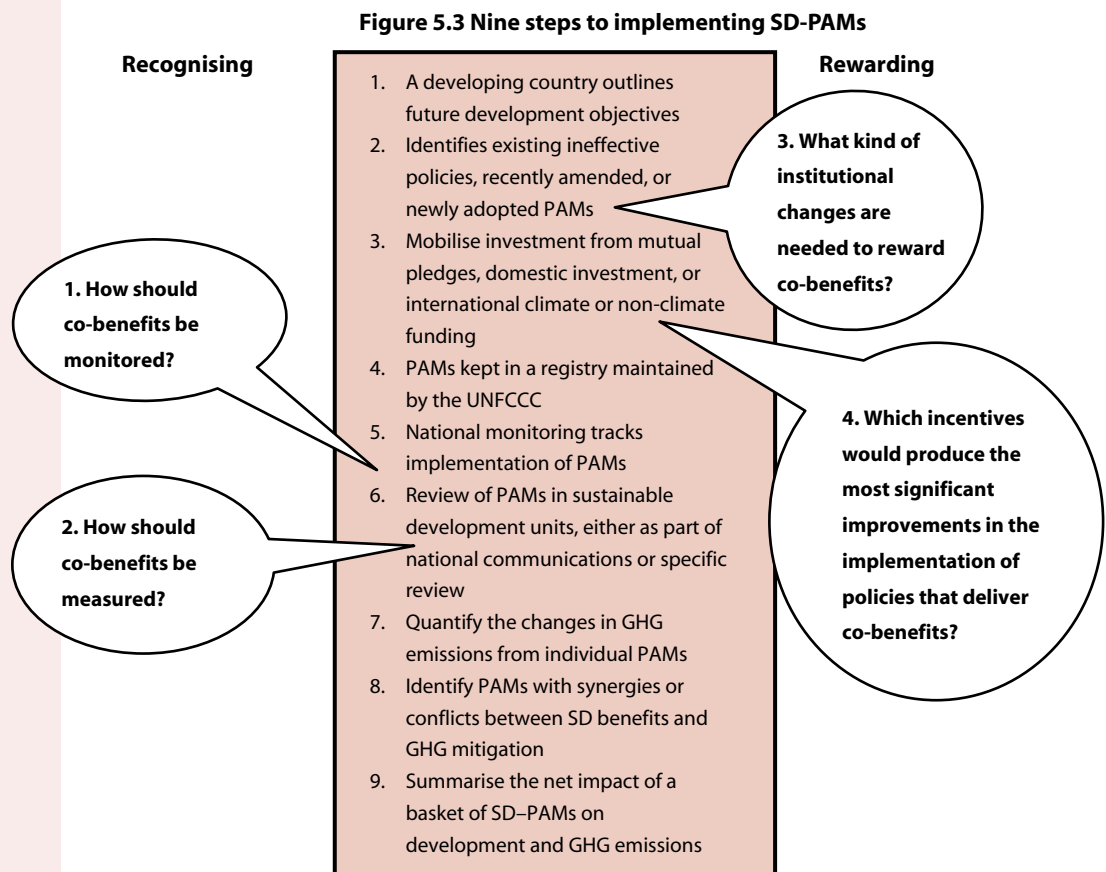 Figure 5.3 Nine steps to implementing SD-PAMs
Recognising
Rewarding
1. A developing country outlines
future development objectives
2. Identifies existing ineffective
policies, recently amended, or
newly adopted PAMs
3. Mobilise investment from mutual
pledges, domestic investment, or
international climate or non-climate
funding
4. PAMs kept in a registry maintained
by the UNFCCC
5. National monitoring tracks
implementation of PAMs
6. Review of PAMs in sustainable
development units, either as part of
national communications or specific
review
7. Quantify the changes in GHG
emissions from individual PAMs
8. Identify PAMs with synergies or
conflicts between SD benefits and
GHG mitigation
9. Summarise the net impact of a
basket of SD–PAMs on
development and GHG emissions
1. How should
co-benefits be
monitored?
2. How should
co-benefits be
measured?
3. What kind of
institutional
changes are
needed to reward
co-benefits?
4. Which incentives
would produce the
most significant
improvements in the
implementation of
policies that deliver
co-benefits?